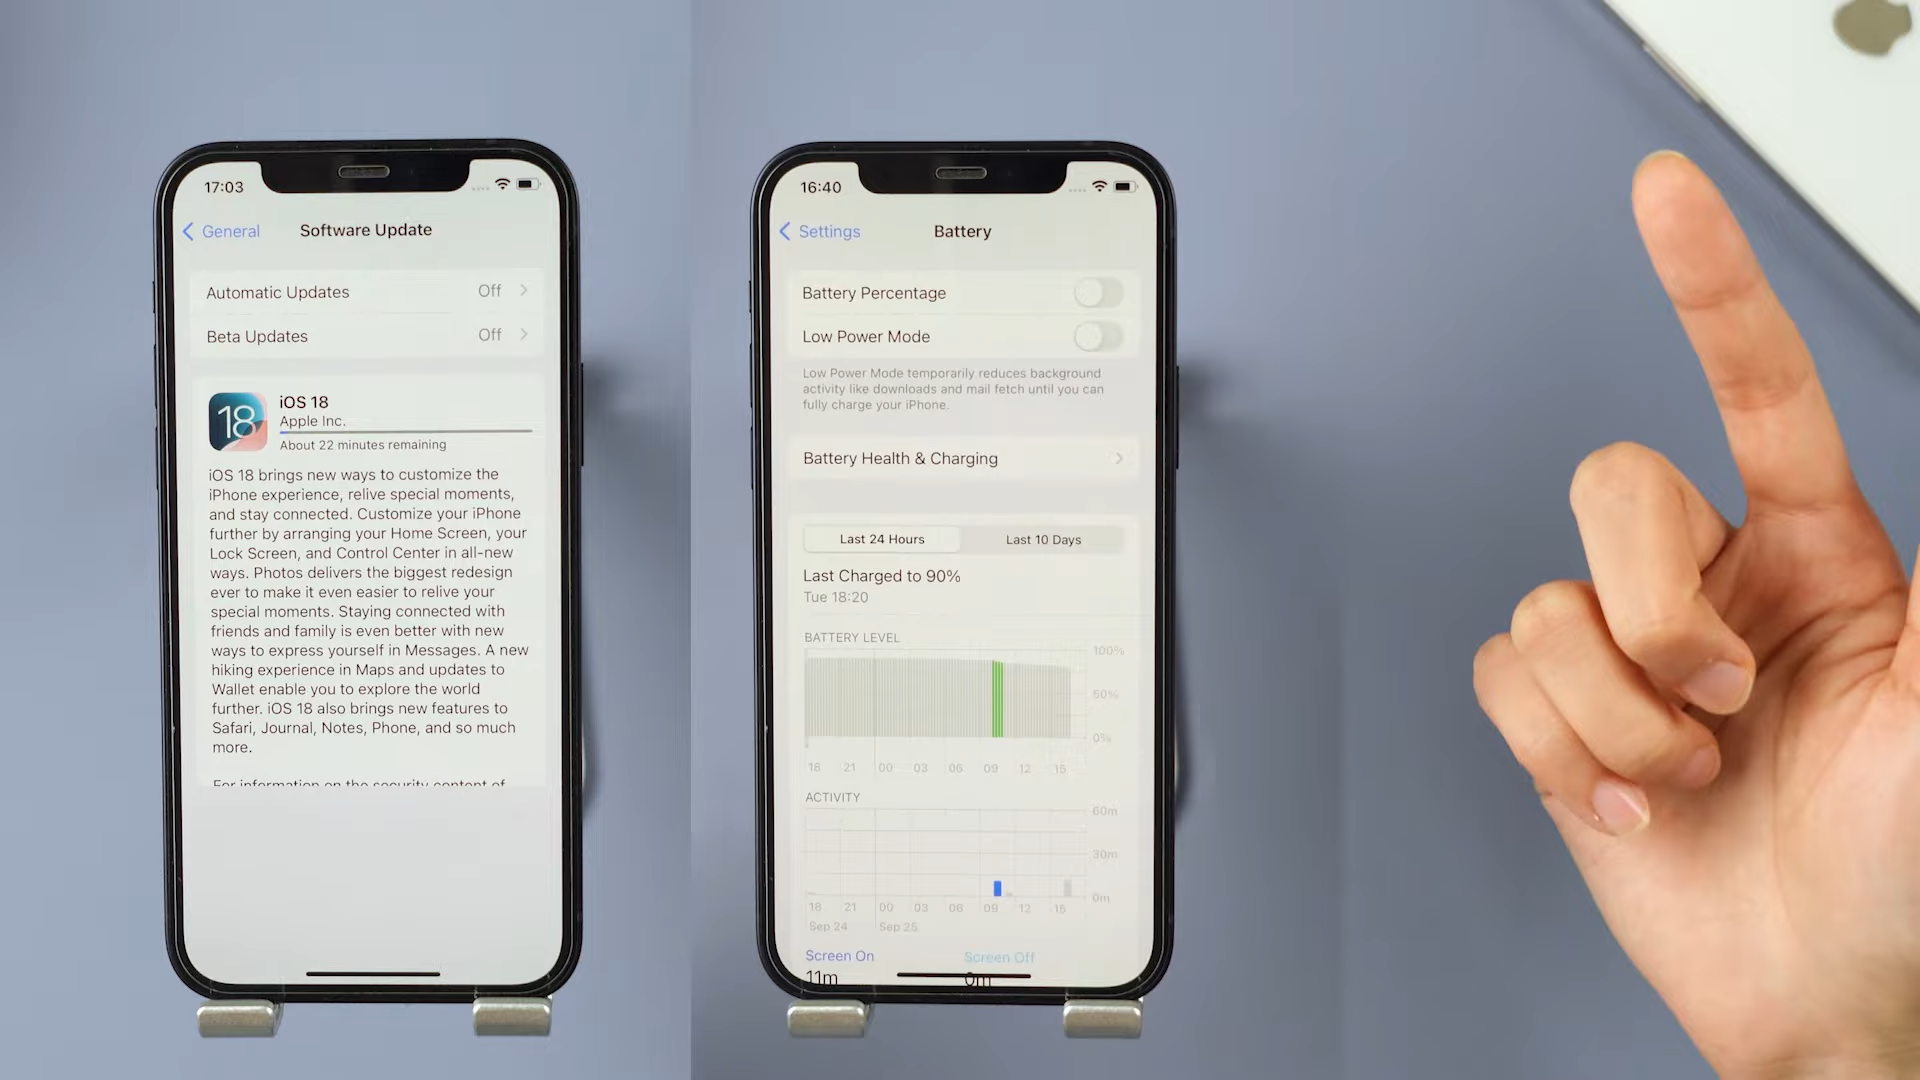 17:03
General
Software Update
Automatic Updates
Off
Beta Updates
Off
18
iOS 18
Apple Inc.
About 22 minutes remaining
iOS 18 brings new ways to customize the
iPhone experience, relive special moments,
and stay connected. Customize your iPhone
further by arranging your Home Screen, your
Lock Screen, and Control Center in all-new
ways. Photos delivers the biggest redesign
ever to make it even easier to relive your
special moments. Staying connected with
friends and family is even better with new
ways to express yourself in Messages. A new
hiking experience in Maps and updates to
Wallet enable you to explore the world
further. iOS 18 also brings new features to
Safari, Journal, Notes, Phone, and so much
more.
For information on the security content of
16:40
Settings
Battery
Battery Percentage
Low Power Mode
Low Power Mode temporarily reduces background
activity like downloads and mail fetch until you can
fully charge your iPhone.
Battery Health & Charging
Last 24 Hours
Last 10 Days
Last Charged to 90%
Tue 18:20
BATTERY LEVEL
100%
50%
0%
18 21 00 03 06 09 12 15
ACTIVITY
60m
30m
0m
18 21 00 03 06 09 12 15
Sep 24 Sep 25
Screen On
Screen Off
11m
0m